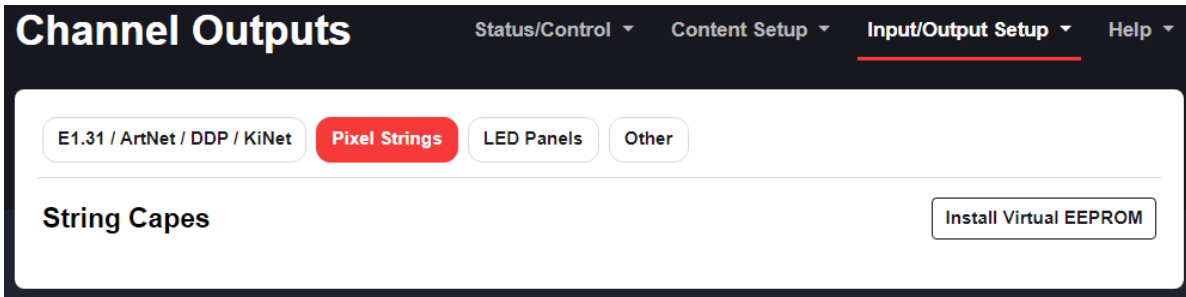 Channel Outputs Status/Control Content Setup Input/Output Setup Help
E1.31 / ArtNet / DDP / KiNet Pixel Strings LED Panels Other
String Capes Install Virtual EEPROM